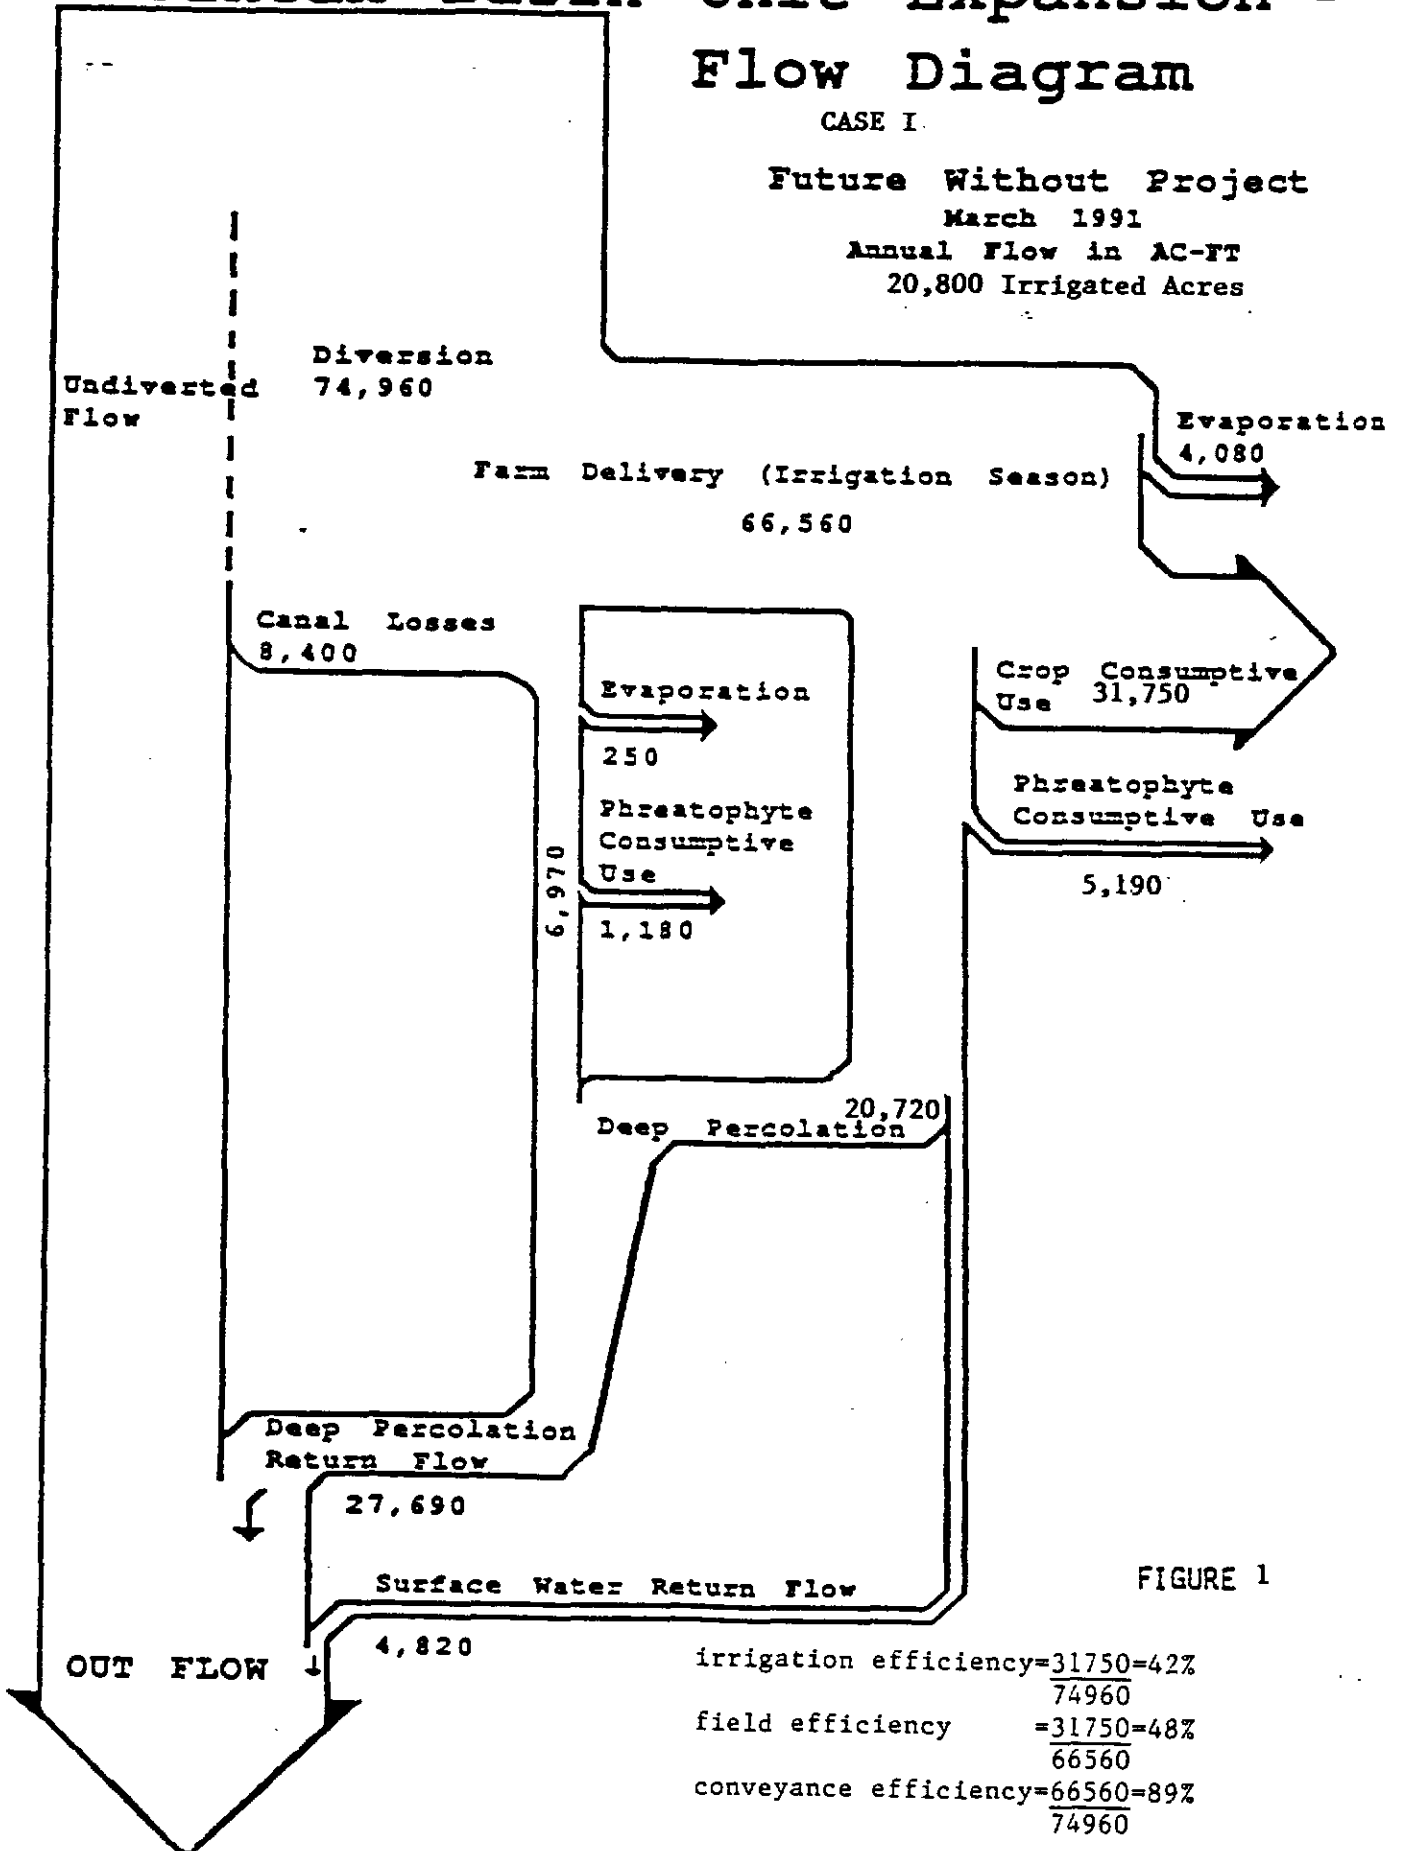 Basin Unit Expansion -
Flow Diagram
CASE I
Future Without Project
March 1991
Annual Flow in AC-FT
20,800 Irrigated Acres
Diversion
74,960
Undiverted
Flow
Evaporation
4,080
Farm Delivery (Irrigation Season)
66,560
Canal Losses
8,400
Evaporation
250
Phreatophyte
Consumptive
Use
1,180
6,970
Crop Consumptive
Use 31,750
Phreatophyte
Consumptive Use
5,190
20,720
Deep Percolation
Deep Percolation
Return Flow
27,690
Surface Water Return Flow
4,820
OUT FLOW
FIGURE 1
irrigation efficiency=31750=42%
74960
field efficiency =31750=48%
66560
conveyance efficiency=66560=89%
74960